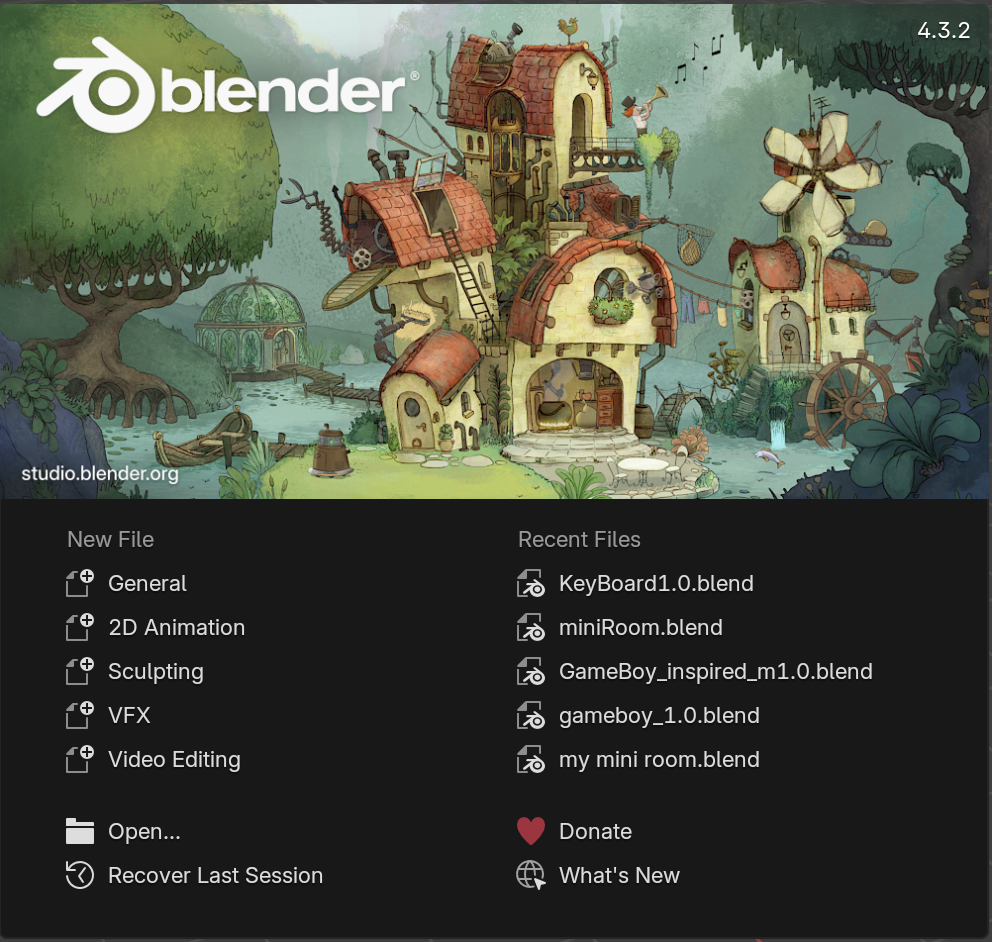 4.3.2
blender®
studio.blender.org
New File
General
2D Animation
Sculpting
VFX
Video Editing
Open...
Recover Last Session
Recent Files
KeyBoard1.0.blend
miniRoom.blend
GameBoy_inspired_m1.0.blend
gameboy_1.0.blend
my mini room.blend
Donate
What's New